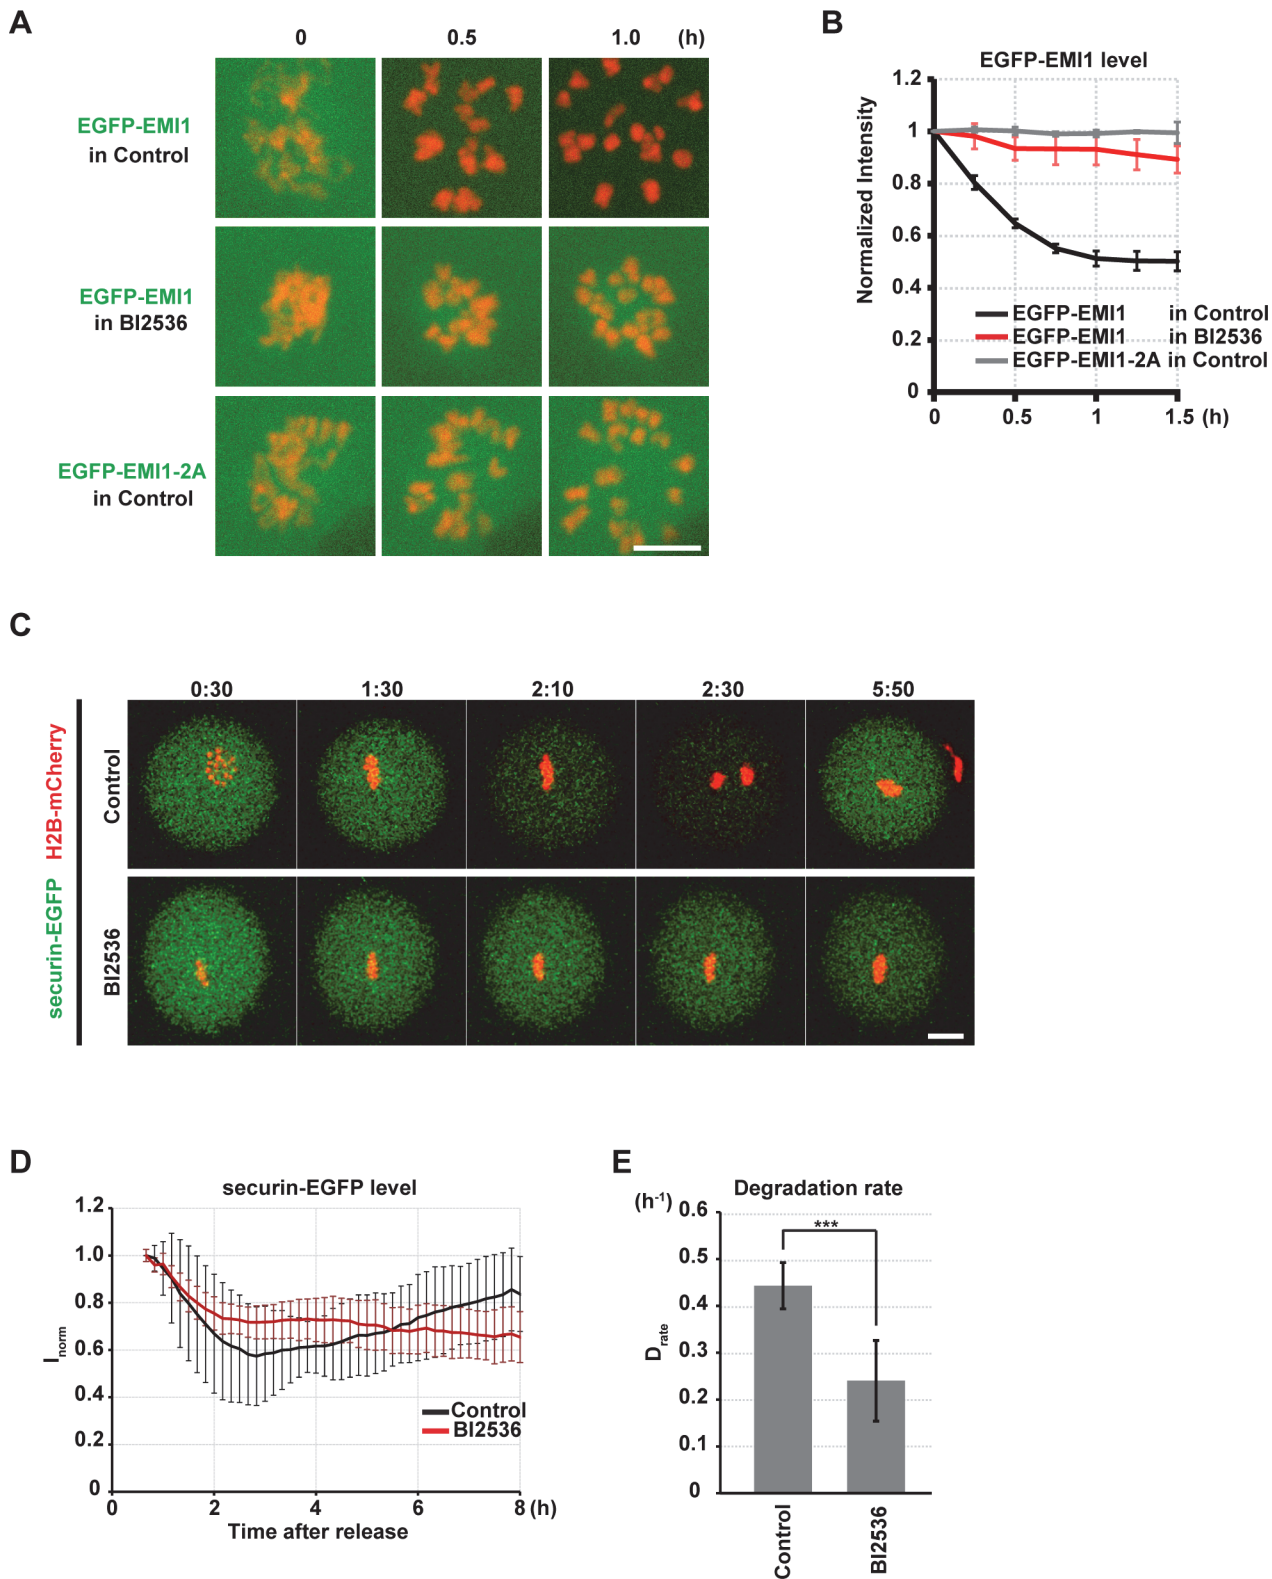 A
0 0.5 1.0 (h)
EGFP-EMI1
in Control
EGFP-EMI1
in BI2536
EGFP-EMI1-2A
in Control
B
EGFP-EMI1 level
Normalized Intensity
1.2
1
0.8
0.6
0.4
0.2
0
EGFP-EMI1 in Control
EGFP-EMI1 in BI2536
EGFP-EMI1-2A in Control
0 0.5 1 1.5 (h)
C
0:30 1:30 2:10 2:30 5:50
securin-EGFP H2B-mCherry
Control
BI2536
D
securin-EGFP level
Inorm
1.2
1.0
0.8
0.6
0.4
0.2
0
Control
BI2536
0 2 4 6 8 (h)
Time after release
E
Degradation rate
(h-1)
Drate
0.6
0.5
0.4
0.3
0.2
0.1
0
***
Control
BI2536